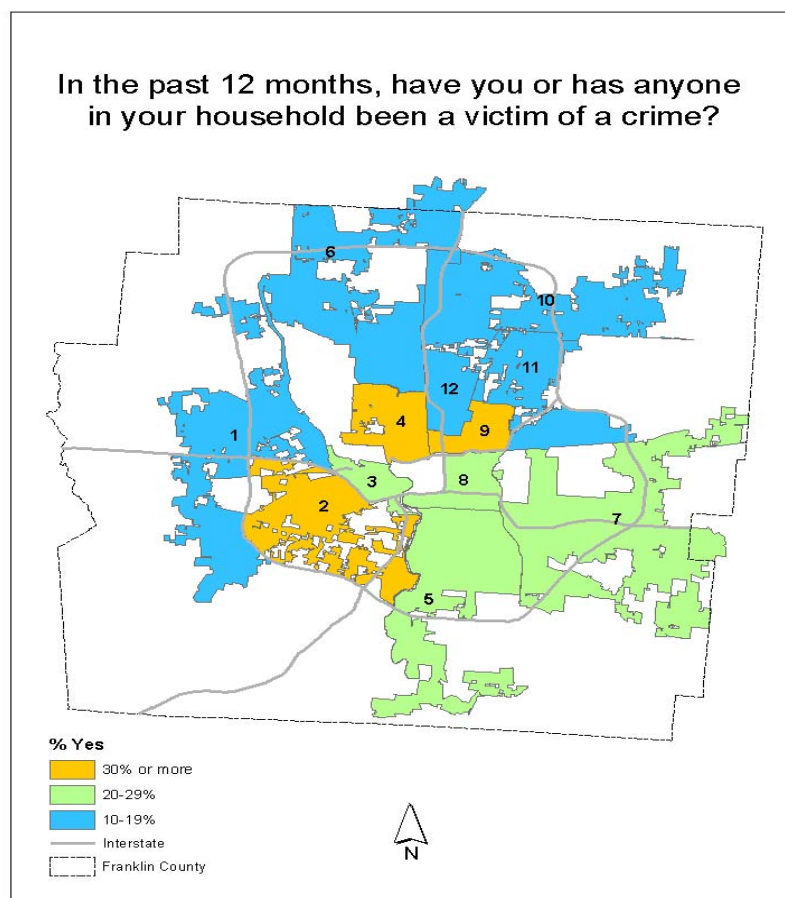 In the past 12 months, have you or has anyone
in your household been a victim of a crime?
6
10
11
12
4
9
1
3
8
2
7
5
% Yes
30% or more
20-29%
10-19%
Interstate
Franklin County
N